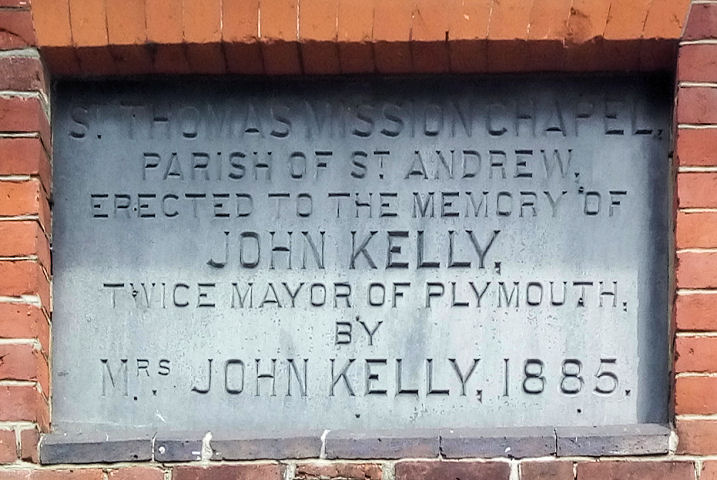 ST THOMAS MISSION CHAPEL,
PARISH OF ST ANDREW,
ERECTED TO THE MEMORY OF
JOHN KELLY,
TWICE MAYOR OF PLYMOUTH,
BY
MRS JOHN KELLY, 1885.